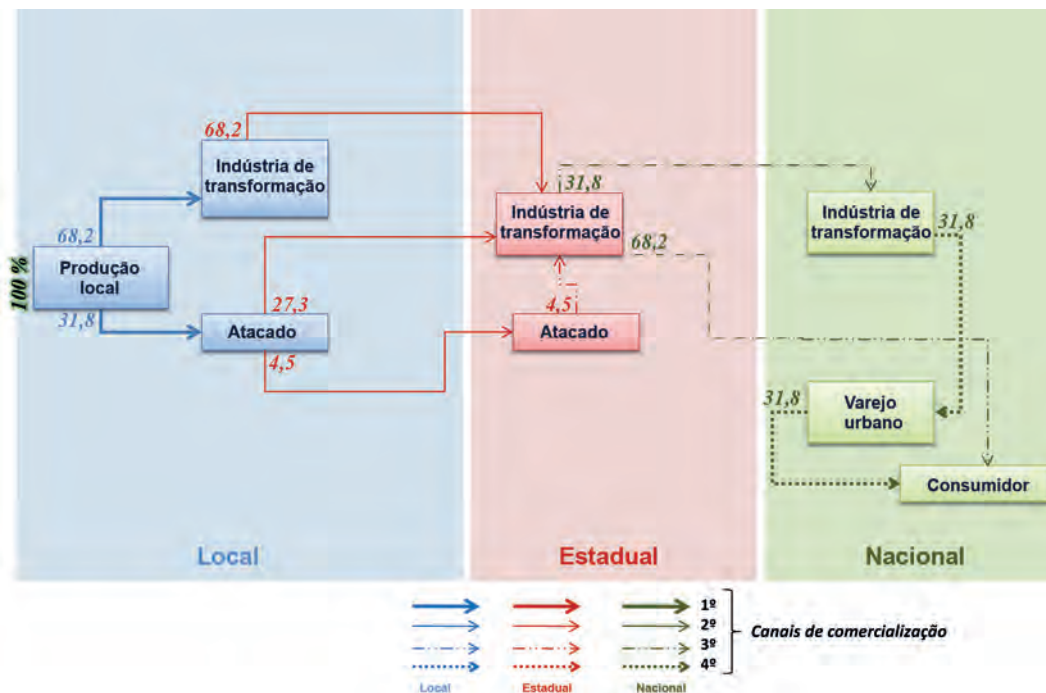 68,2
Indústria de
transformação
68,2
Produção
local
100 %
31,8
27,3
Atacado
4,5
31,8
Indústria de
transformação
68,2
4,5
Atacado
Indústria de
transformação
31,8
31,8
Varejo
urbano
Consumidor
Local
Estadual
Nacional
1º
2º
3º
4º
Canais de comercialização
Local
Estadual
Nacional